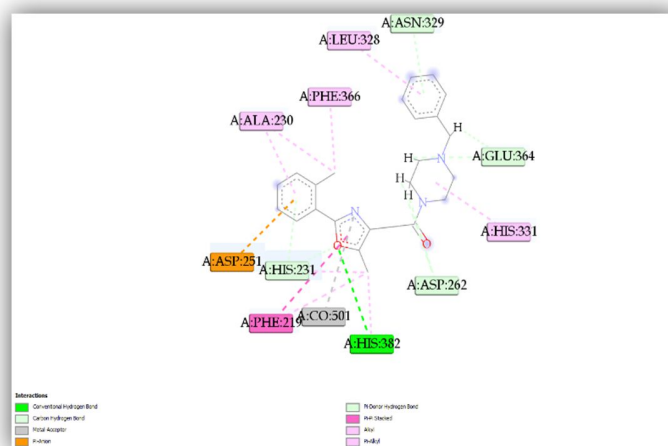 A:ASN:329
A:LEU:328
A:PHE:366
A:ALA:230
H
A:GLU:364
H
N
H
H
N
N
A:HIS:331
O
O
A:ASP:251
A:HIS:231
A:ASP:262
A:PHE:219
A:CO:501
A:HIS:382
Interactions
Conventional Hydrogen Bond
Carbon Hydrogen Bond
Metal-Acceptor
Pi-Anion
Pi-Donor Hydrogen Bond
Pi-Pi Stacked
Alkyl
Pi-Alkyl